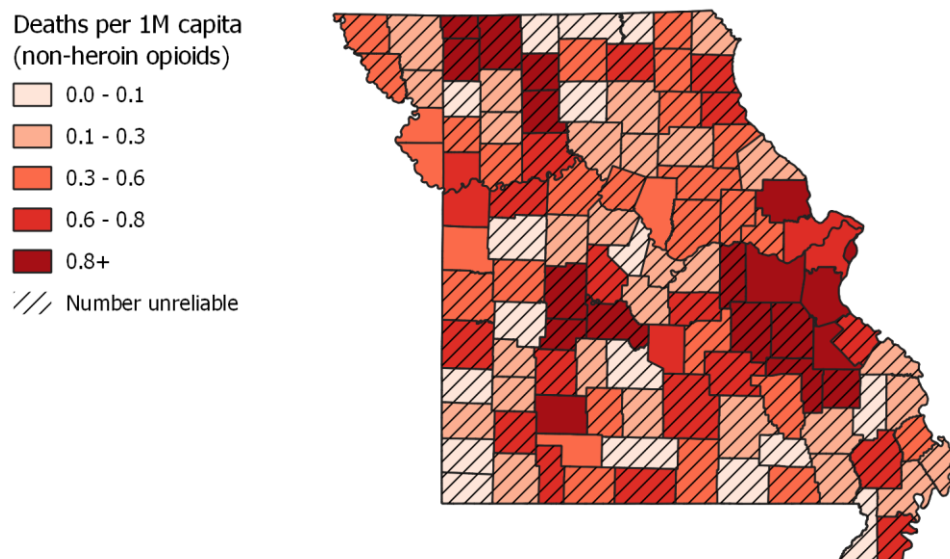 Deaths per 1M capita
(non-heroin opioids)
0.0 - 0.1
0.1 - 0.3
0.3 - 0.6
0.6 - 0.8
0.8+
Number unreliable